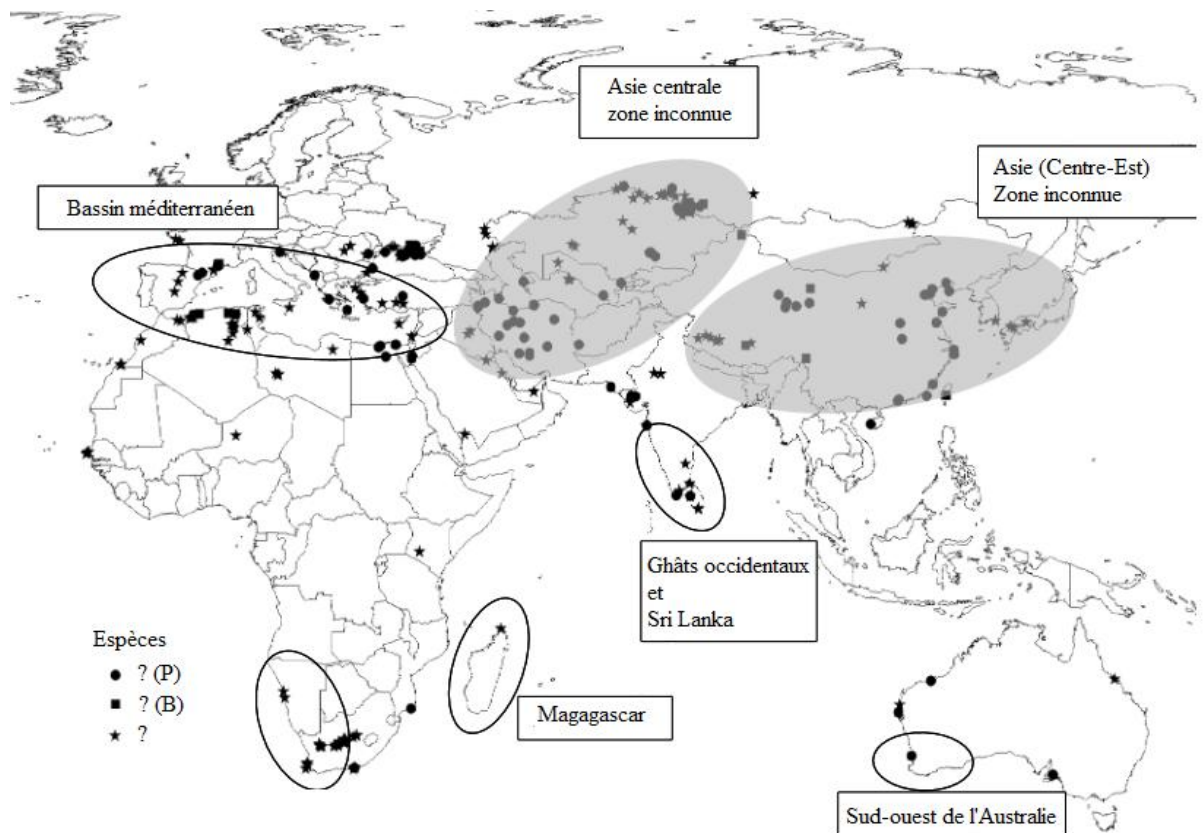 Asie centrale
zone inconnue
Asie (Centre-Est)
Zone inconnue
Bassin méditerranéen
Ghâts occidentaux
et
Sri Lanka
Espèces
? (P)
? (B)
?
Magagascar
Sud-ouest de l'Australie